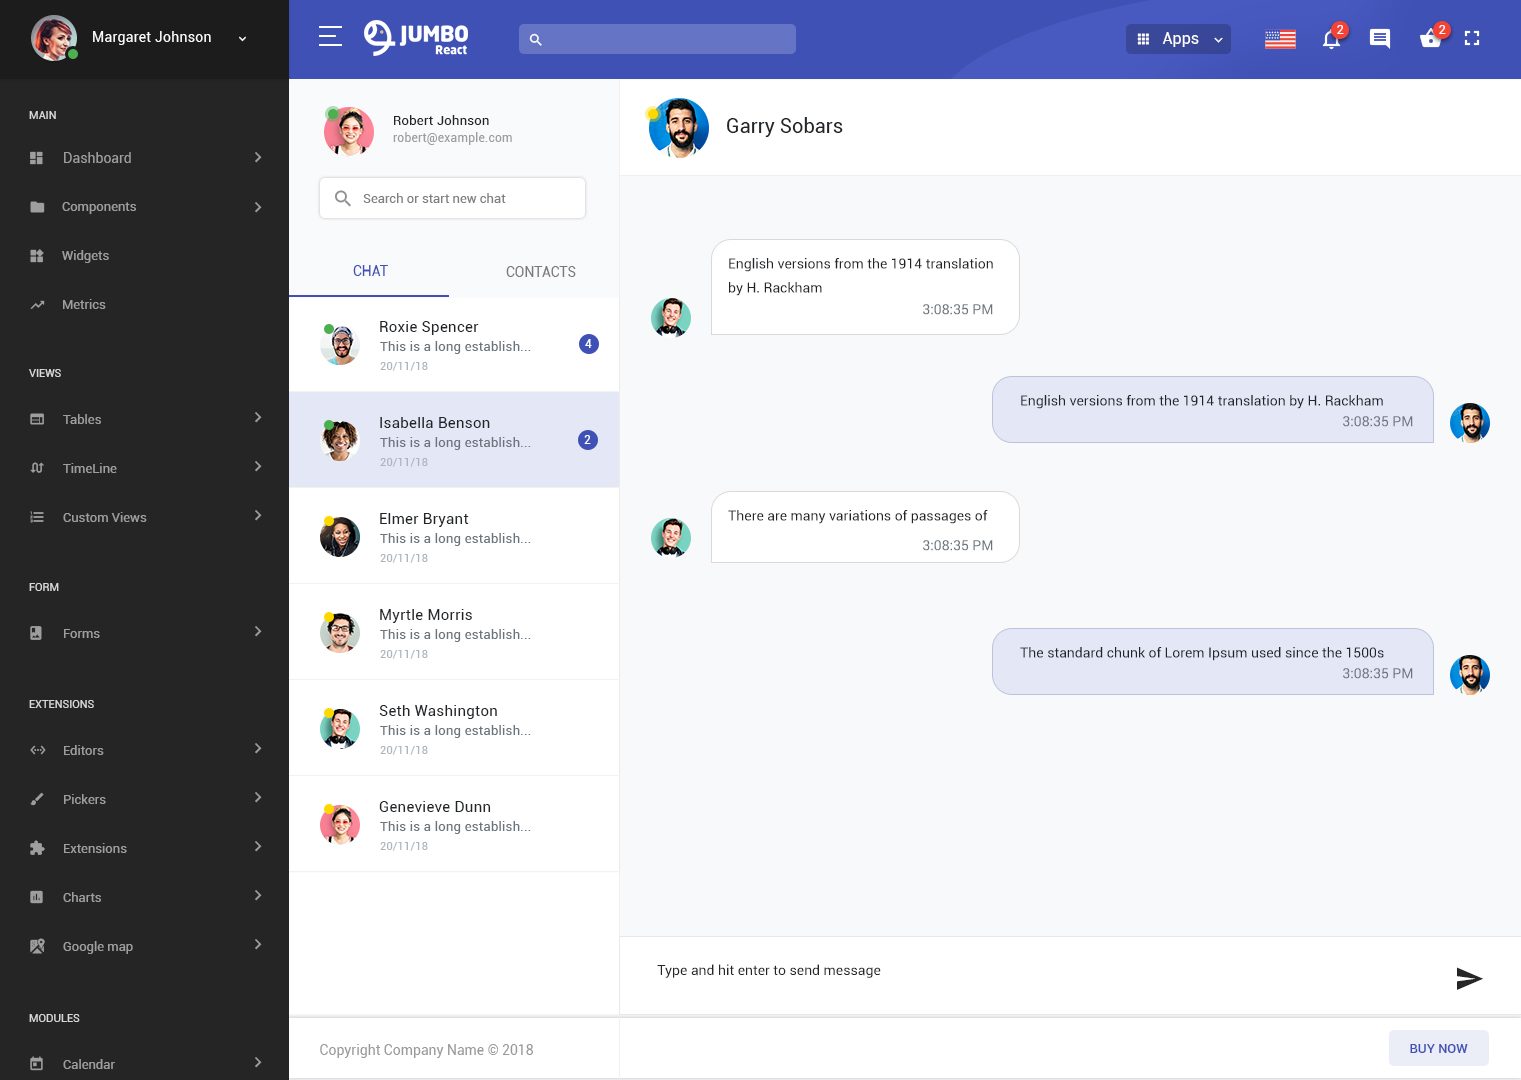 Margaret Johnson
JUMBO
React
Apps
2
2
MAIN
Dashboard
Components
Widgets
Metrics
VIEWS
Tables
TimeLine
Custom Views
FORM
Forms
EXTENSIONS
Editors
Pickers
Extensions
Charts
Google map
MODULES
Calendar
Robert Johnson
robert@example.com
Search or start new chat
CHAT
CONTACTS
Roxie Spencer
This is a long establish...
20/11/18
4
Isabella Benson
This is a long establish...
20/11/18
2
Elmer Bryant
This is a long establish...
20/11/18
Myrtle Morris
This is a long establish...
20/11/18
Seth Washington
This is a long establish...
20/11/18
Genevieve Dunn
This is a long establish...
20/11/18
Garry Sobars
English versions from the 1914 translation
by H. Rackham
3:08:35 PM
English versions from the 1914 translation by H. Rackham
3:08:35 PM
There are many variations of passages of
3:08:35 PM
The standard chunk of Lorem Ipsum used since the 1500s
3:08:35 PM
Type and hit enter to send message
Copyright Company Name © 2018
BUY NOW